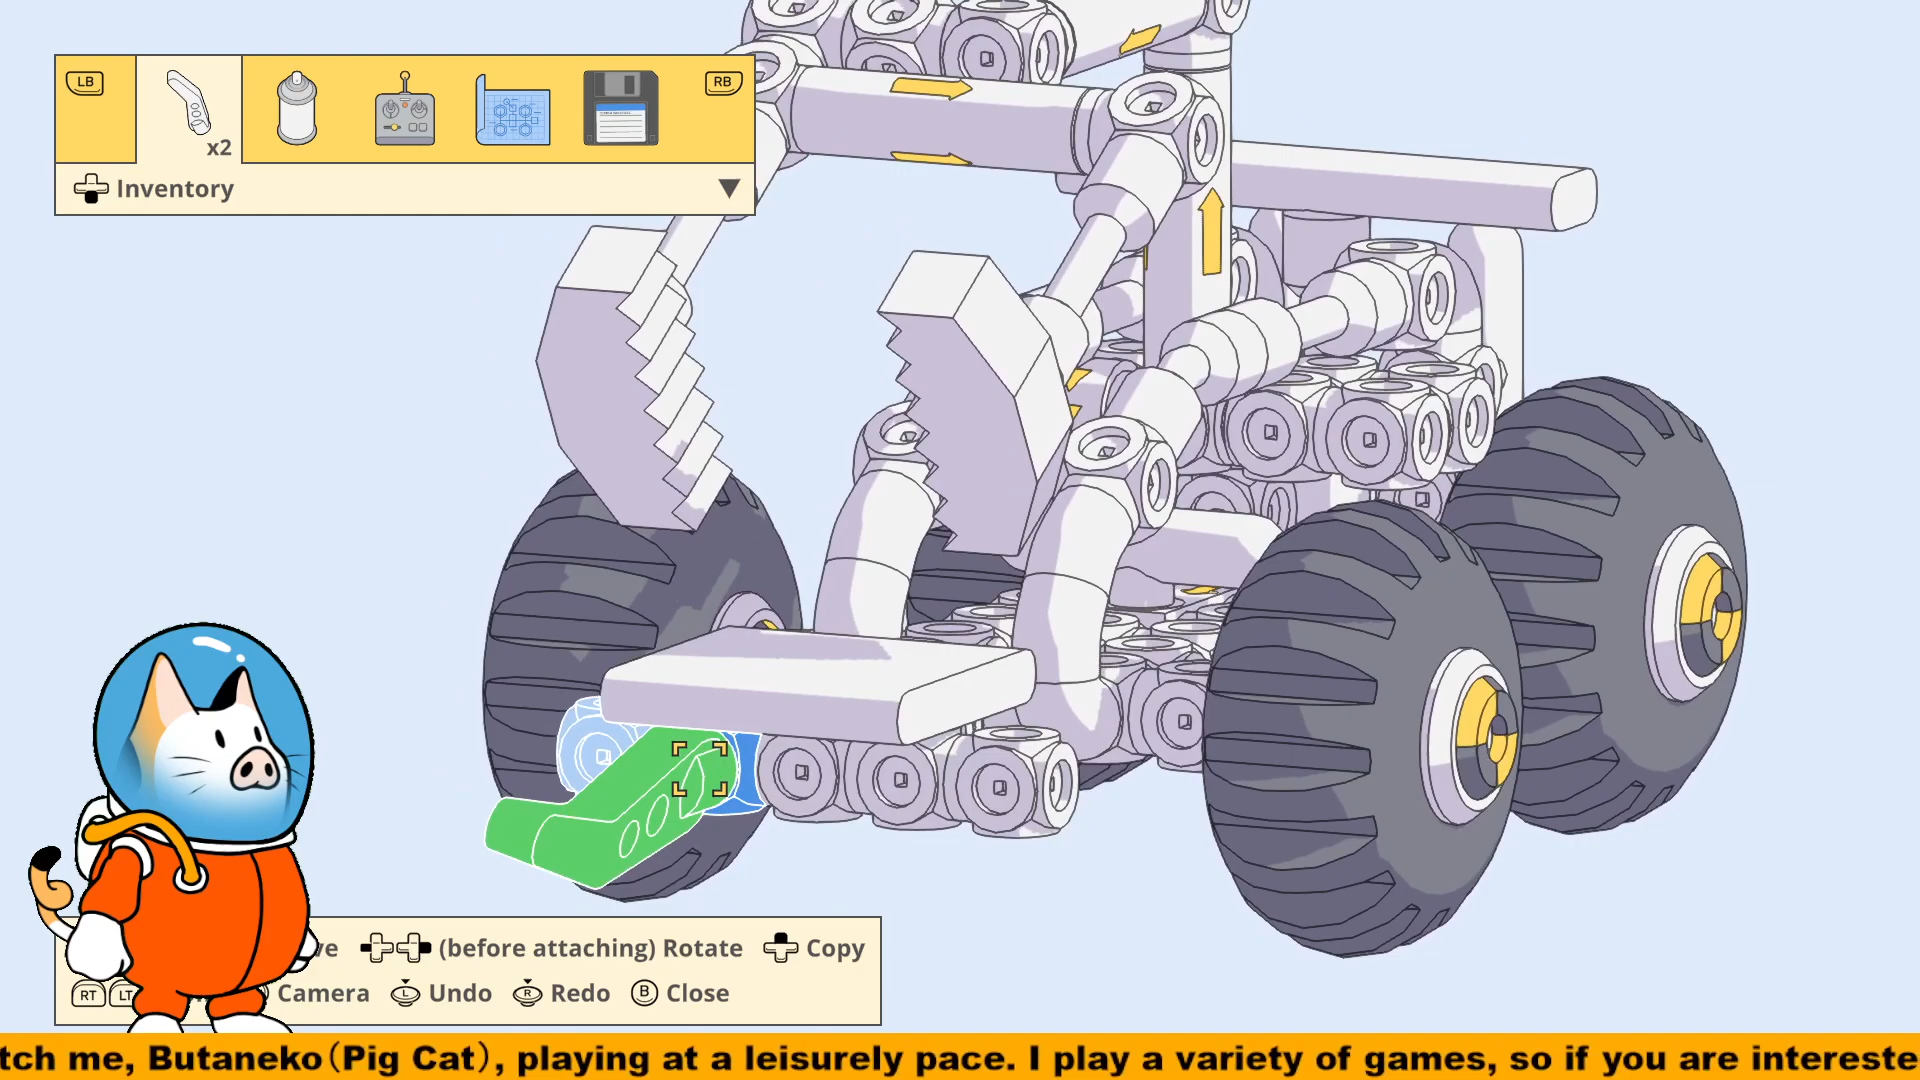 LB
RB
x2
Inventory
ve (before attaching) Rotate Copy
RT LT Camera L Undo R Redo B Close
tch me, Butaneko(Pig Cat), playing at a leisurely pace. I play a variety of games, so if you are intereste